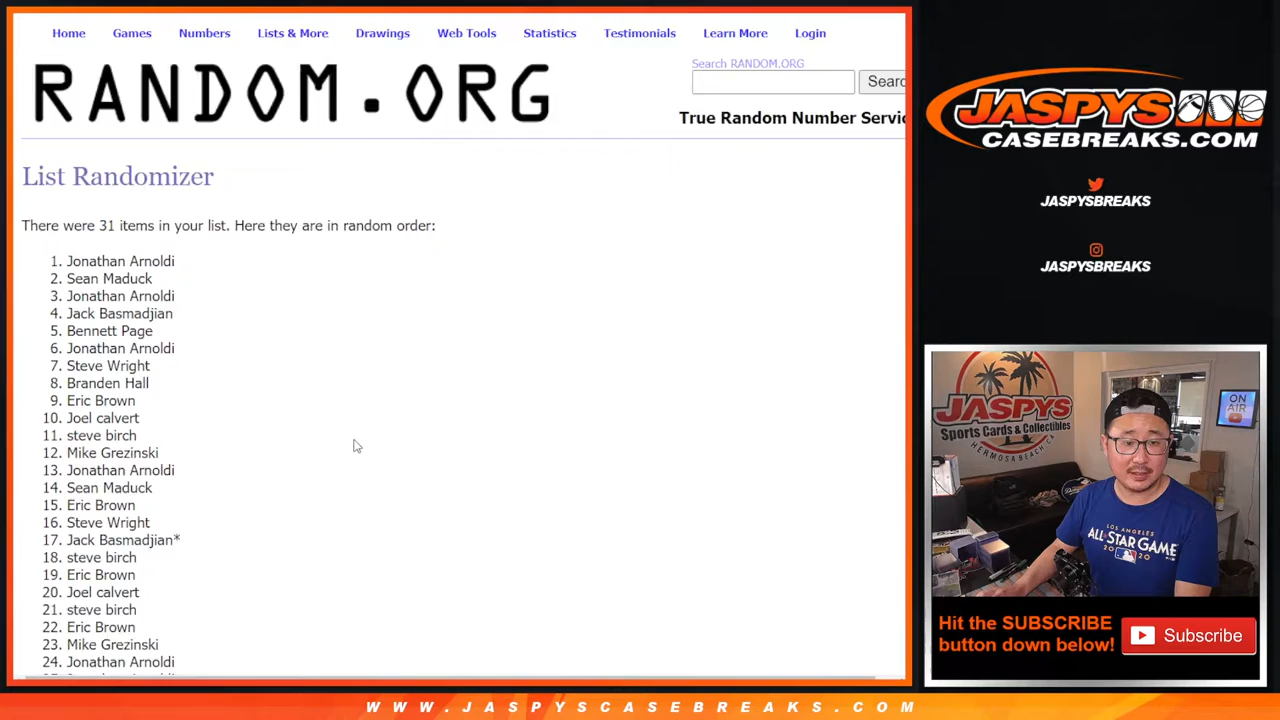 Home Games Numbers Lists & More Drawings Web Tools Statistics Testimonials Learn More Login
Search RANDOM.ORG
RANDOM.ORG
Searc
True Random Number Servic
List Randomizer
There were 31 items in your list. Here they are in random order:
1. Jonathan Arnoldi
2. Sean Maduck
3. Jonathan Arnoldi
4. Jack Basmadjian
5. Bennett Page
6. Jonathan Arnoldi
7. Steve Wright
8. Branden Hall
9. Eric Brown
10. Joel calvert
11. steve birch
12. Mike Grezinski
13. Jonathan Arnoldi
14. Sean Maduck
15. Eric Brown
16. Steve Wright
17. Jack Basmadjian*
18. steve birch
19. Eric Brown
20. Joel calvert
21. steve birch
22. Eric Brown
23. Mike Grezinski
24. Jonathan Arnoldi
JASPYS
CASEBREAKS.COM
JASPYSBREAKS
JASPYSBREAKS
JASPYS
Sports Cards & Collectibles
HERMOSA BEACH, CA
ON
AIR
LOS ANGELES
ALL STAR GAME
2020
Hit the SUBSCRIBE
button down below!
Subscribe
WWW.JASPYSCASEBREAKS.COM